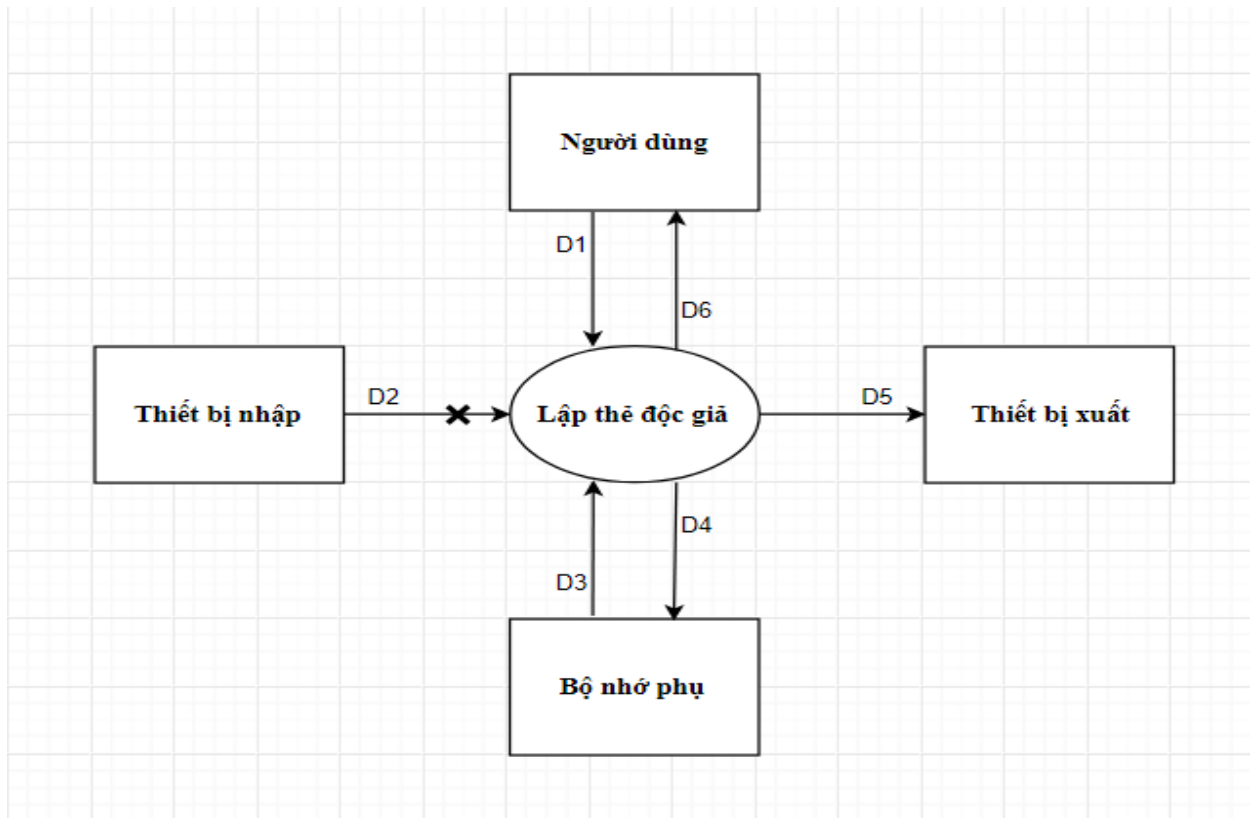 Người dùng
D1
D6
Thiết bị nhập
D2
Lập thẻ độc giả
D5
Thiết bị xuất
D4
D3
Bộ nhớ phụ